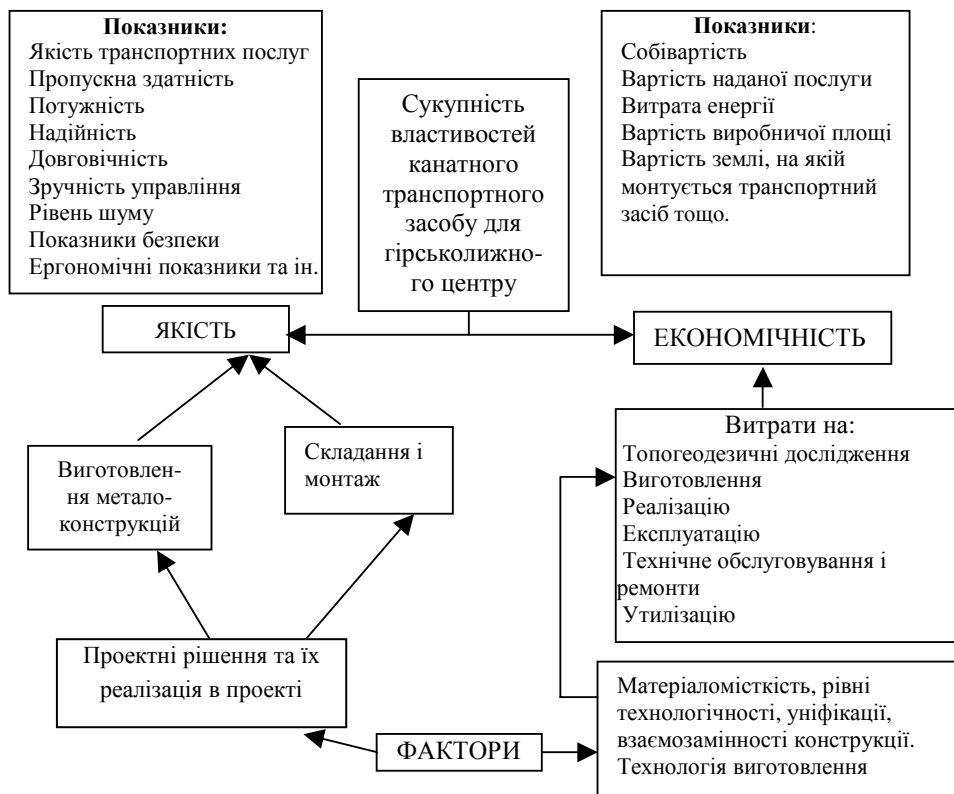 Показники:
Якість транспортних послуг
Пропускна здатність
Потужність
Надійність
Довговічність
Зручність управління
Рівень шуму
Показники безпеки
Ергономічні показники та ін.
Сукупність
властивостей
канатного
транспортного
засобу для
гірськолижно-
го центру
Показники:
Собівартість
Вартість наданої послуги
Витрата енергії
Вартість виробничої площі
Вартість землі, на якій
монтується транспортний
засіб тощо.
ЯКІСТЬ
ЕКОНОМІЧНІСТЬ
Виготовлен-
ня метало-
конструкцій
Складання і
монтаж
Витрати на:
Топогеодезичні дослідження
Виготовлення
Реалізацію
Експлуатацію
Технічне обслуговування і
ремонти
Утилізацію
Проектні рішення та їх
реалізація в проекті
ФАКТОРИ
Матеріаломісткість, рівні
технологічності, уніфікації,
взаємозамінності конструкції.
Технологія виготовлення